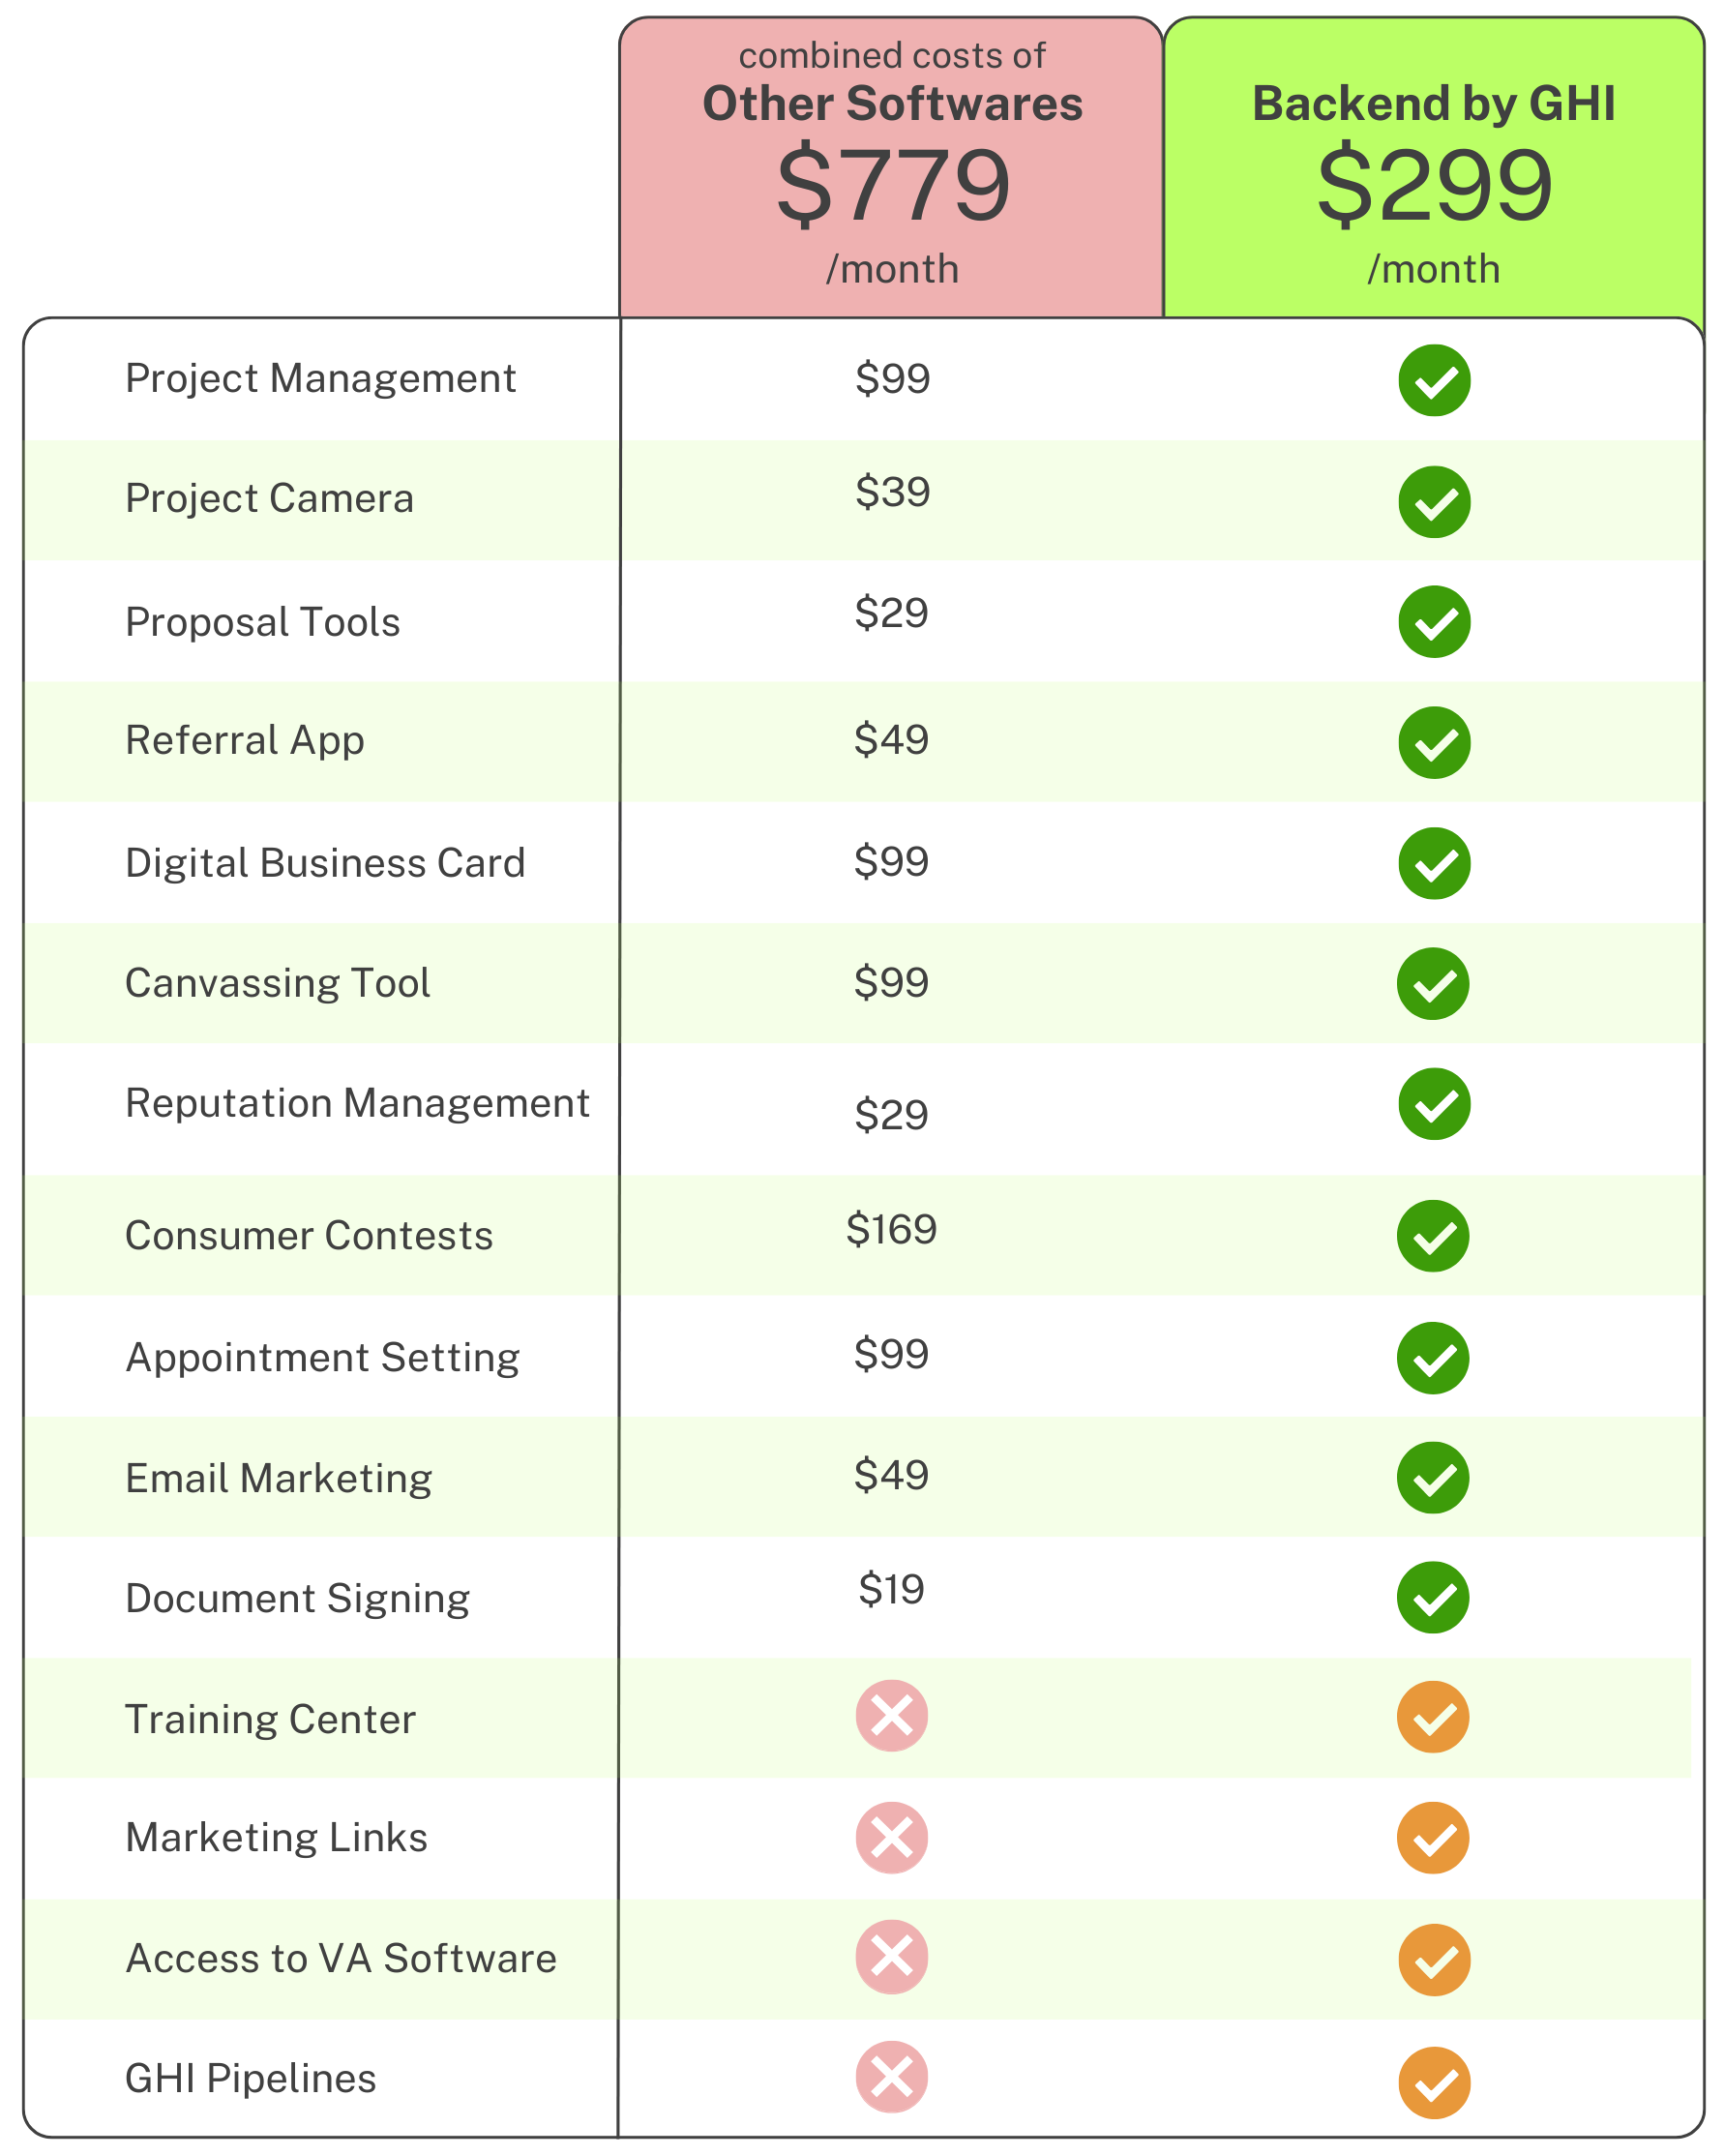 combined costs of
Other Softwares
$779
/month
Backend by GHI
$299
/month
Project Management $99
Project Camera $39
Proposal Tools $29
Referral App $49
Digital Business Card $99
Canvassing Tool $99
Reputation Management $29
Consumer Contests $169
Appointment Setting $99
Email Marketing $49
Document Signing $19
Training Center
Marketing Links
Access to VA Software
GHI Pipelines